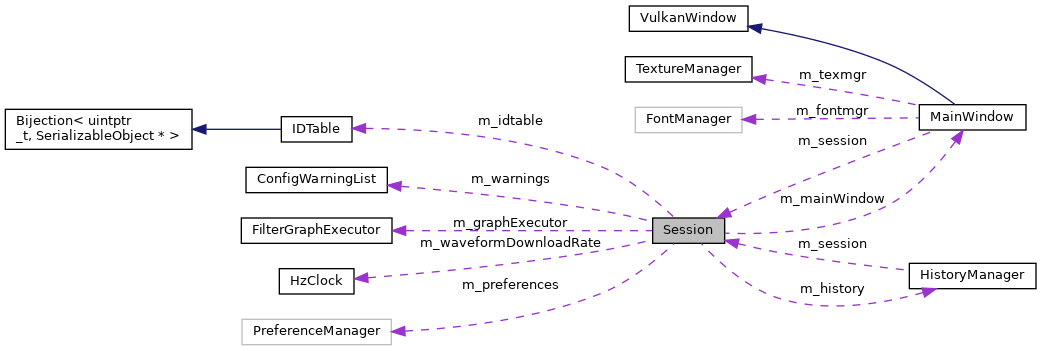 VulkanWindow
TextureManager
m_texmgr
m_fontmgr
FontManager
MainWindow
Bijection< uintptr
_t, SerializableObject * >
IDTable
m_idtable
m_session
ConfigWarningList
m_warnings
m_mainWindow
FilterGraphExecutor
m_graphExecutor
Session
m_waveformDownloadRate
m_session
HzClock
HistoryManager
m_preferences
m_history
PreferenceManager